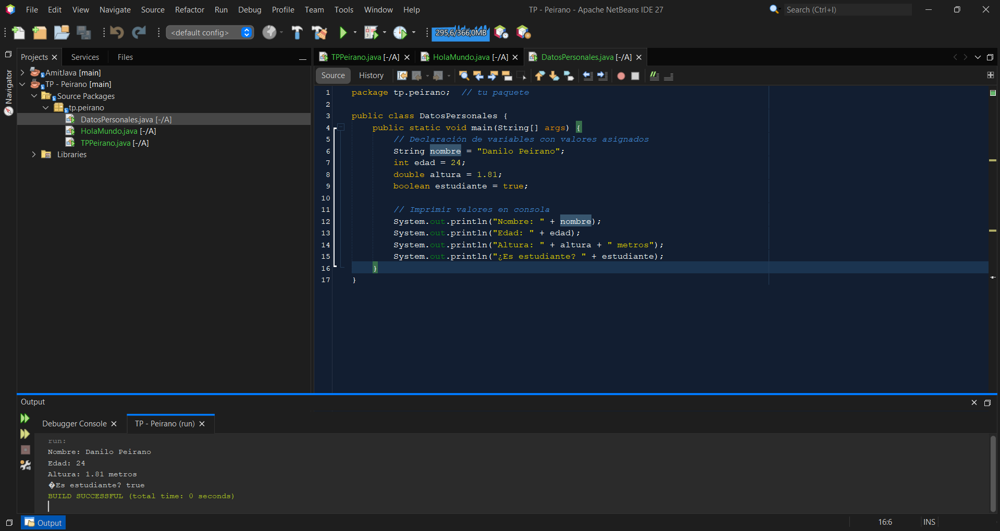 File Edit View Navigate Source Refactor Run Debug Profile Team Tools Window Help
TP - Peirano - Apache NetBeans IDE 27
Search (Ctrl+I)
<default config>
295,6/366,0MB
Navigator
Projects
Services
Files
AmitJava [main]
TP - Peirano [main]
Source Packages
tp.peirano
DatosPersonales.java [-/A]
HolaMundo.java [-/A]
TPPeirano.java [-/A]
Libraries
TPPeirano.java [-/A]
HolaMundo.java [-/A]
DatosPersonales.java [-/A]
Source
History
1 package tp.peirano;  // tu paquete
2
3 public class DatosPersonales {
4     public static void main(String[] args) {
5         // Declaración de variables con valores asignados
6         String nombre = "Danilo Peirano";
7         int edad = 24;
8         double altura = 1.81;
9         boolean estudiante = true;
10
11         // Imprimir valores en consola
12         System.out.println("Nombre: " + nombre);
13         System.out.println("Edad: " + edad);
14         System.out.println("Altura: " + altura + " metros");
15         System.out.println("¿Es estudiante? " + estudiante);
16     }
17 }
Output
Debugger Console
TP - Peirano (run)
run:
Nombre: Danilo Peirano
Edad: 24
Altura: 1.81 metros
�Es estudiante? true
BUILD SUCCESSFUL (total time: 0 seconds)
Output
16:6
INS